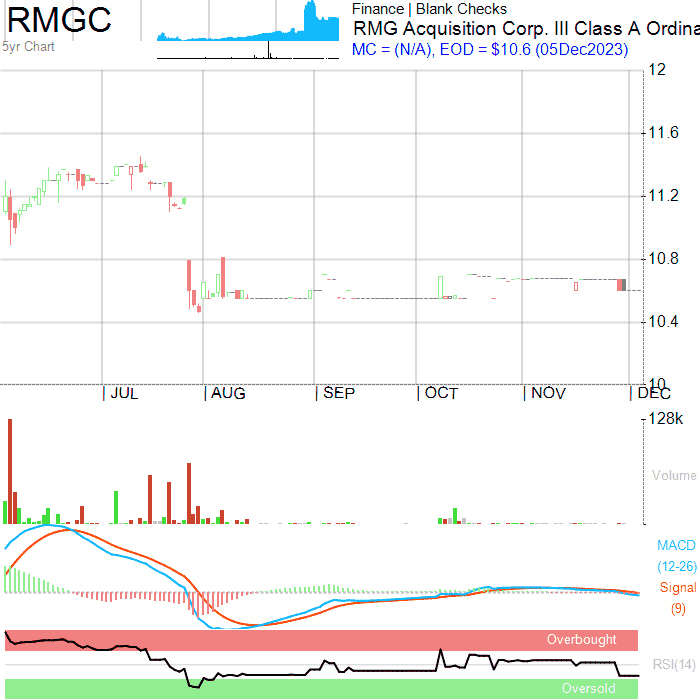 RMGC
5yr Chart
Finance | Blank Checks
RMG Acquisition Corp. III Class A Ordina
MC = (N/A), EOD = $10.6 (05Dec2023)
12
11.6
11.2
10.8
10.4
10
JUL AUG SEP OCT NOV DEC
128k
Volume
MACD
(12-26)
Signal
(9)
Overbought
RSI(14)
Oversold